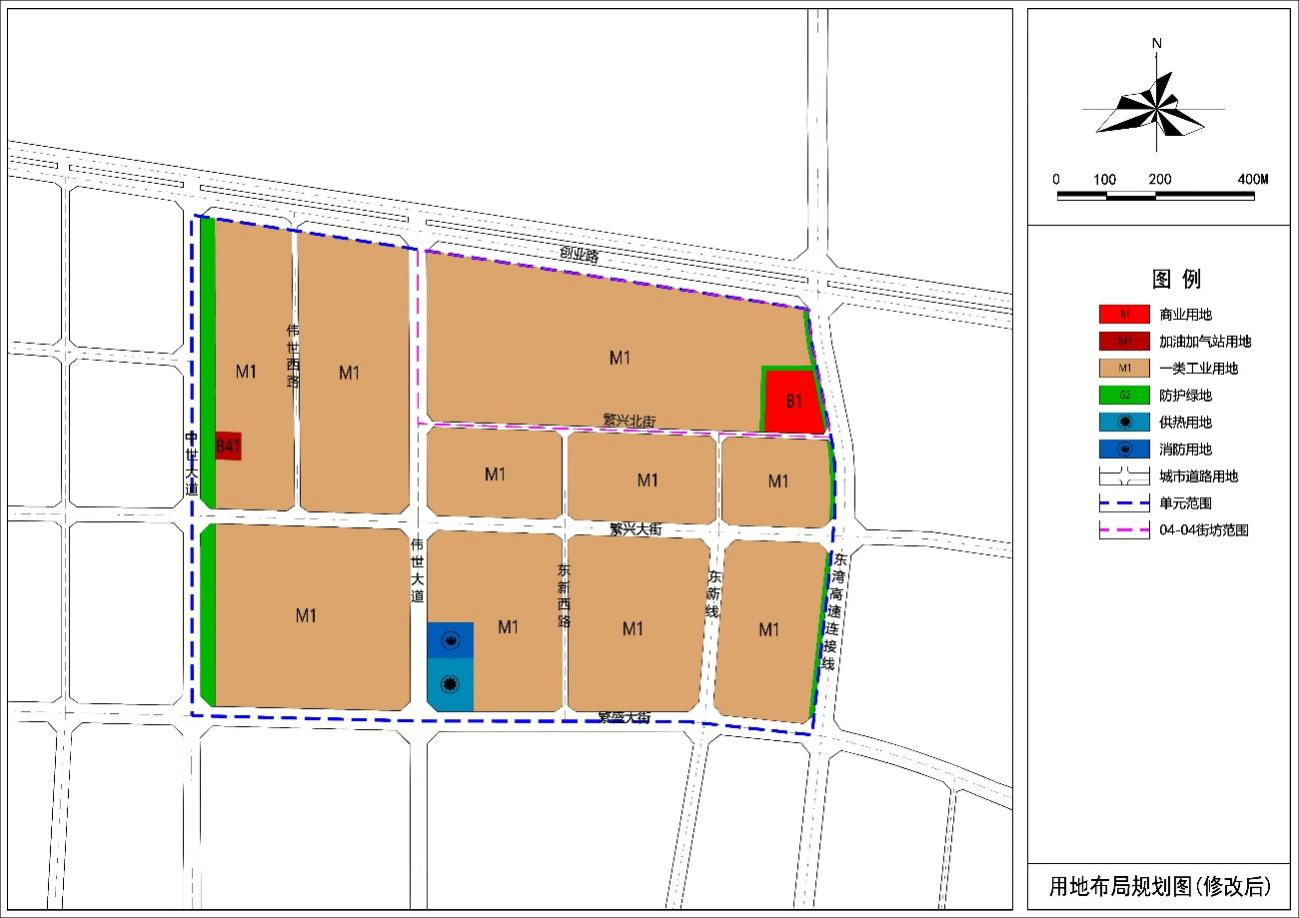 N
0 100 200 400M
图例
B1 商业用地
B41 加油加气站用地
M1 一类工业用地
G2 防护绿地
供热用地
消防用地
城市道路用地
单元范围
04-04街坊范围
用地布局规划图(修改后)
创业路
伟世西路
M1
M1
M1
B1
繁兴北街
中世大道
B41
M1
M1
M1
繁兴大街
伟世大道
东新西路
东新线
东湾高速连接线
M1
M1
M1
M1
繁盛大街